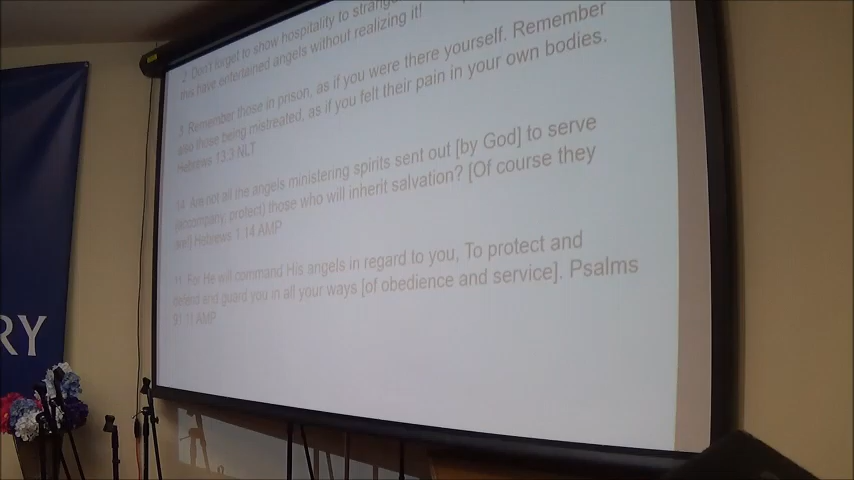 2 Don't forget to show hospitality to strang
this have entertained angels without realizing it!
3 Remember those in prison, as if you were there yourself. Remember
also those being mistreated, as if you felt their pain in your own bodies.
Hebrews 13:3 NLT
14 Are not all the angels ministering spirits sent out [by God] to serve
(accompany, protect) those who will inherit salvation? [Of course they
are!] Hebrews 1:14 AMP
11 For He will command His angels in regard to you, To protect and
defend and guard you in all your ways [of obedience and service]. Psalms
91:11 AMP
RY